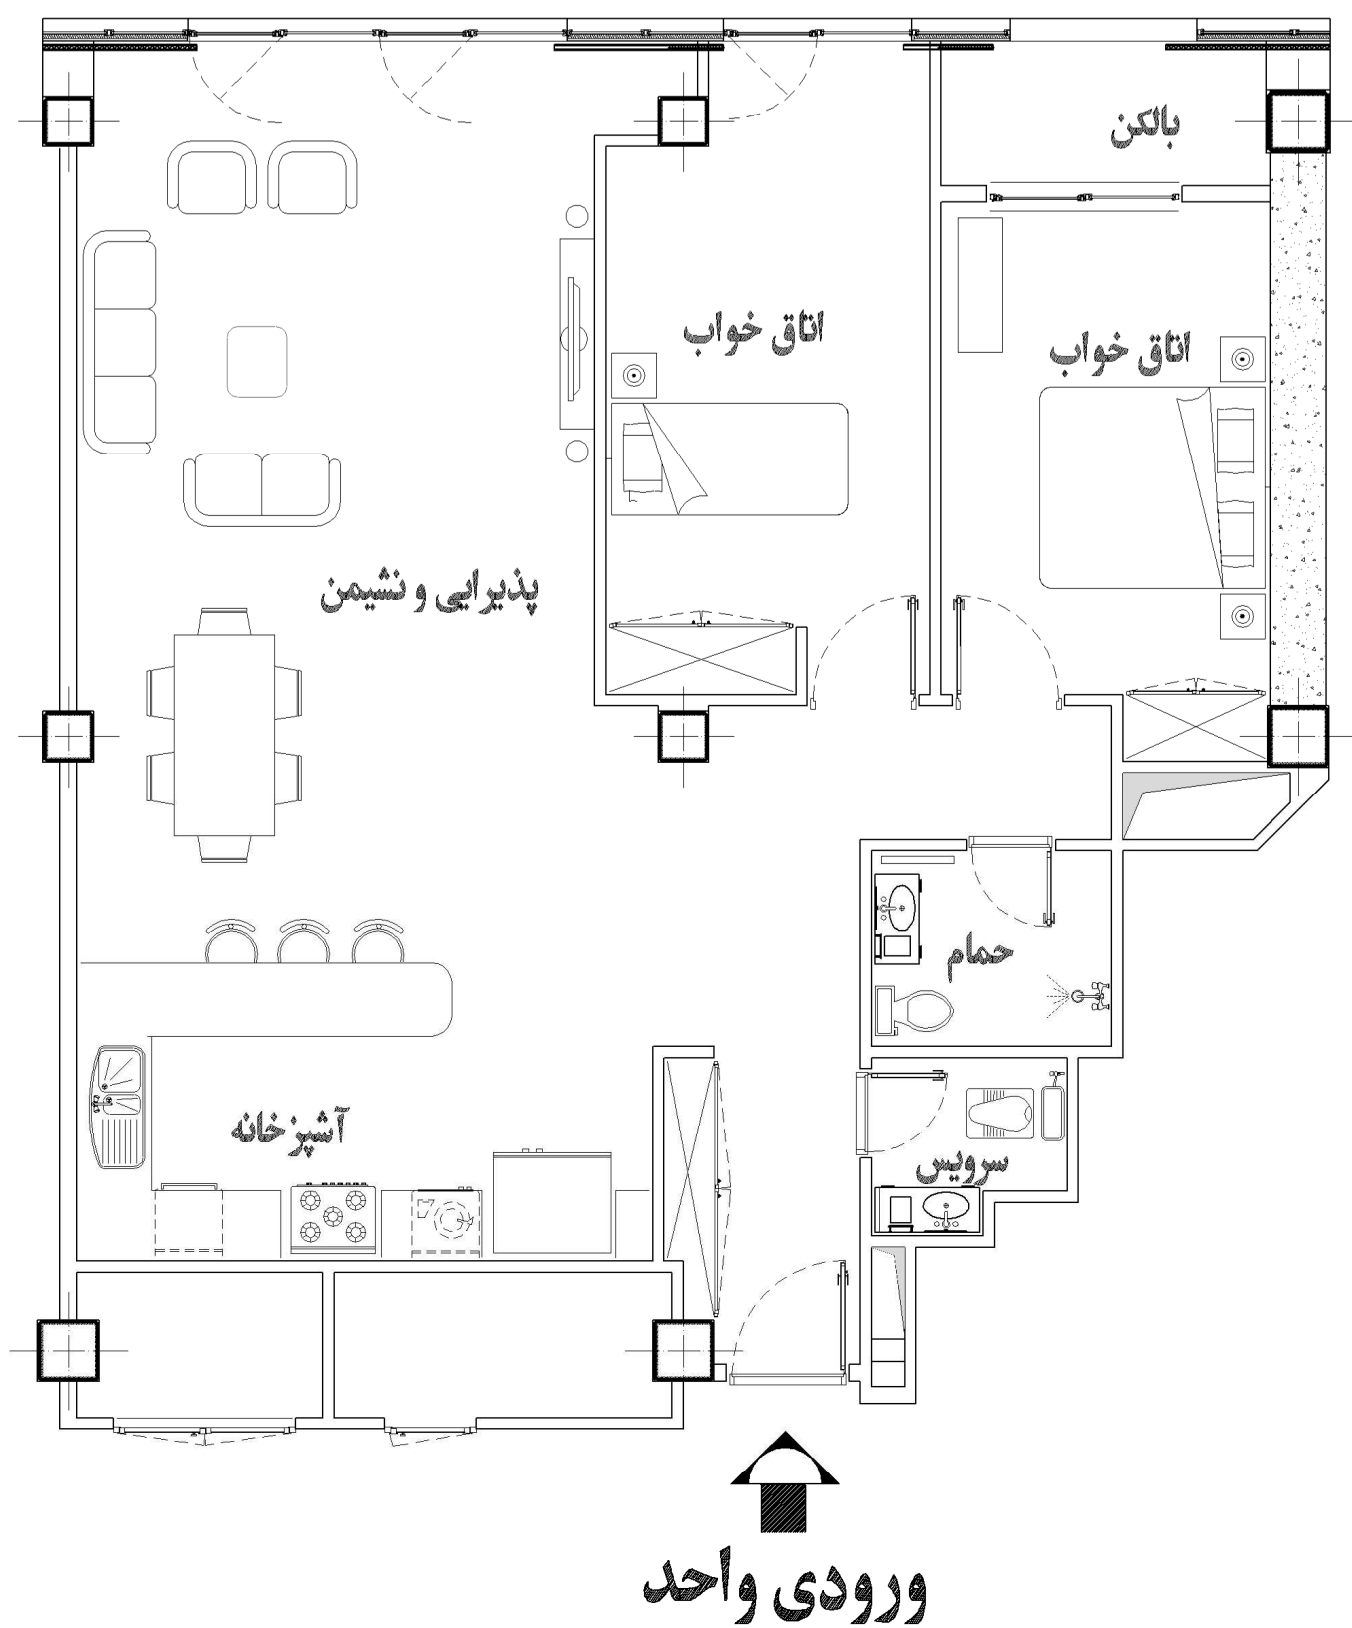 بالکن
اتاق خواب
اتاق خواب
پذیرایی و نشیمن
حمام
آشپزخانه
سرویس
ورودی واحد